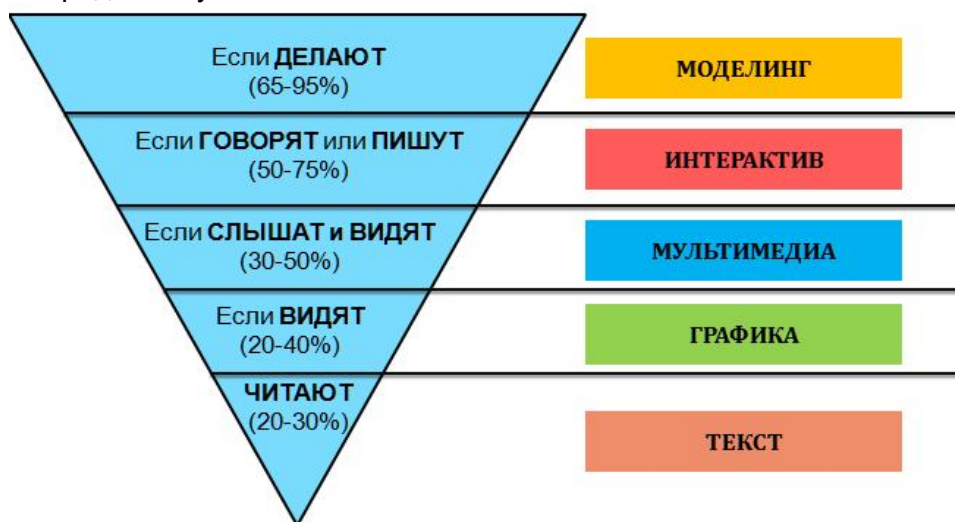 Если ДЕЛАЮТ
(65-95%)
МОДЕЛИНГ
Если ГОВОРЯТ или ПИШУТ
(50-75%)
ИНТЕРАКТИВ
Если СЛЫШАТ и ВИДЯТ
(30-50%)
МУЛЬТИМЕДИА
Если ВИДЯТ
(20-40%)
ГРАФИКА
ЧИТАЮТ
(20-30%)
ТЕКСТ